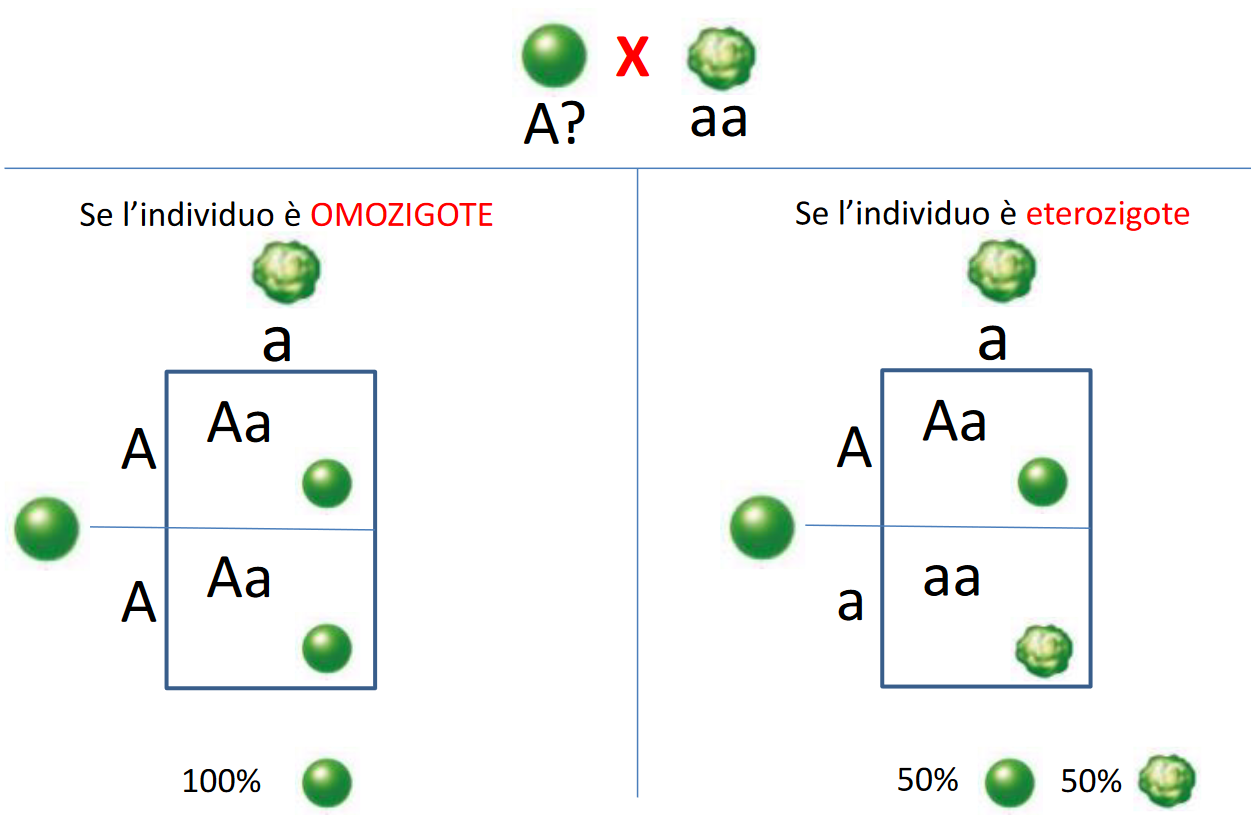 X
A? aa
Se l'individuo è OMOZIGOTE
a
A Aa
A Aa
100%
Se l'individuo è eterozigote
a
A Aa
a aa
50% 50%